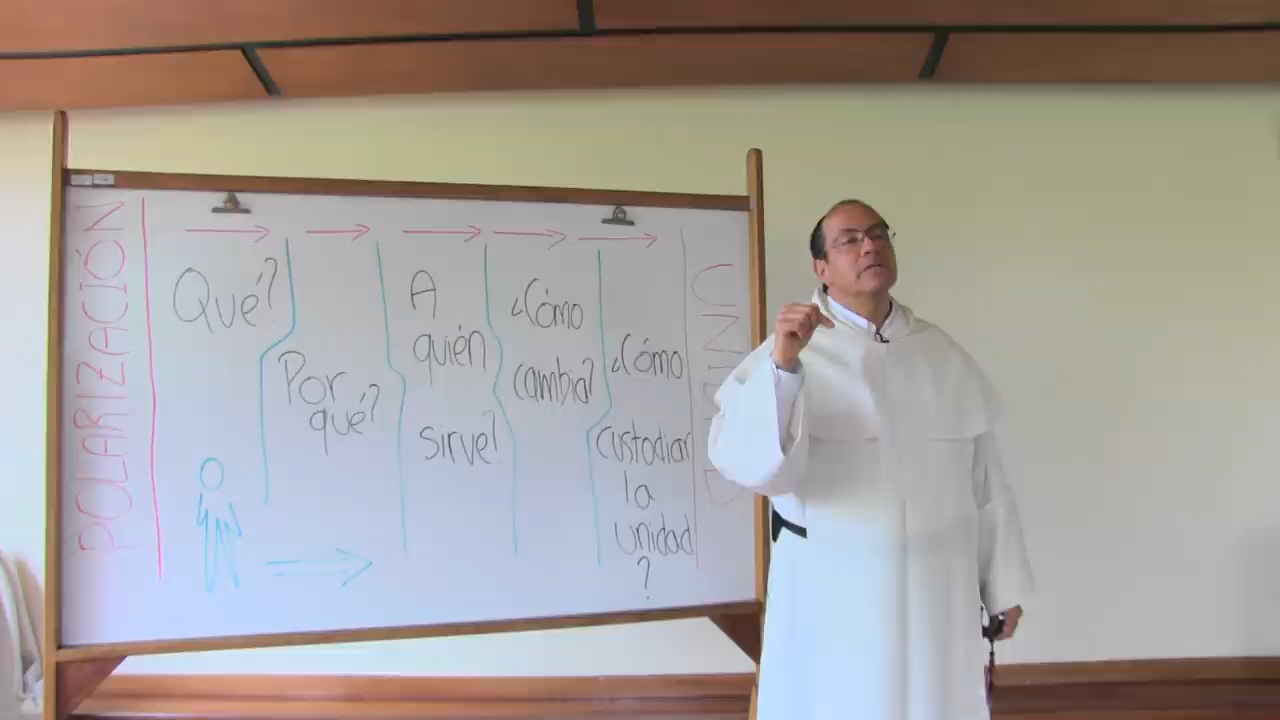 POLARIZACIÓN
Qué?
Por
qué?
A
quién
sirve?
¿Cómo
cambia?
¿Cómo
custodiar
la
unidad
?